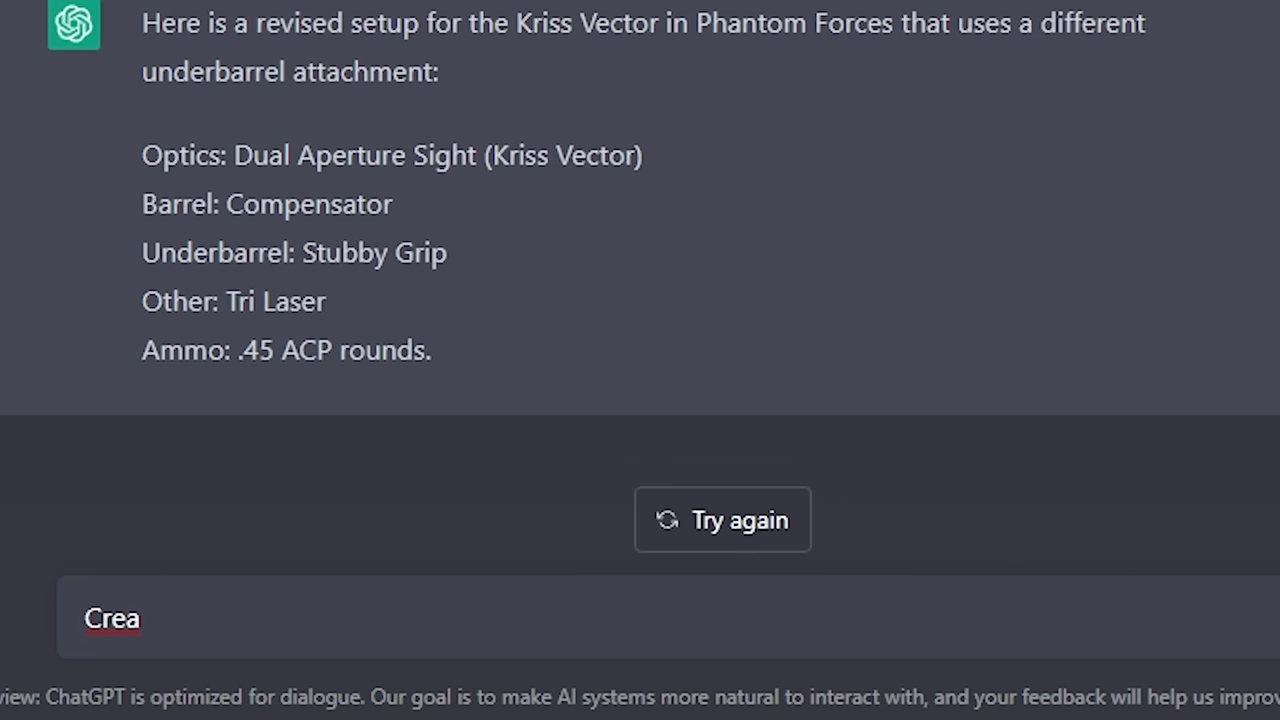 Here is a revised setup for the Kriss Vector in Phantom Forces that uses a different
underbarrel attachment:
Optics: Dual Aperture Sight (Kriss Vector)
Barrel: Compensator
Underbarrel: Stubby Grip
Other: Tri Laser
Ammo: .45 ACP rounds.
Try again
Crea
view: ChatGPT is optimized for dialogue. Our goal is to make AI systems more natural to interact with, and your feedback will help us improv